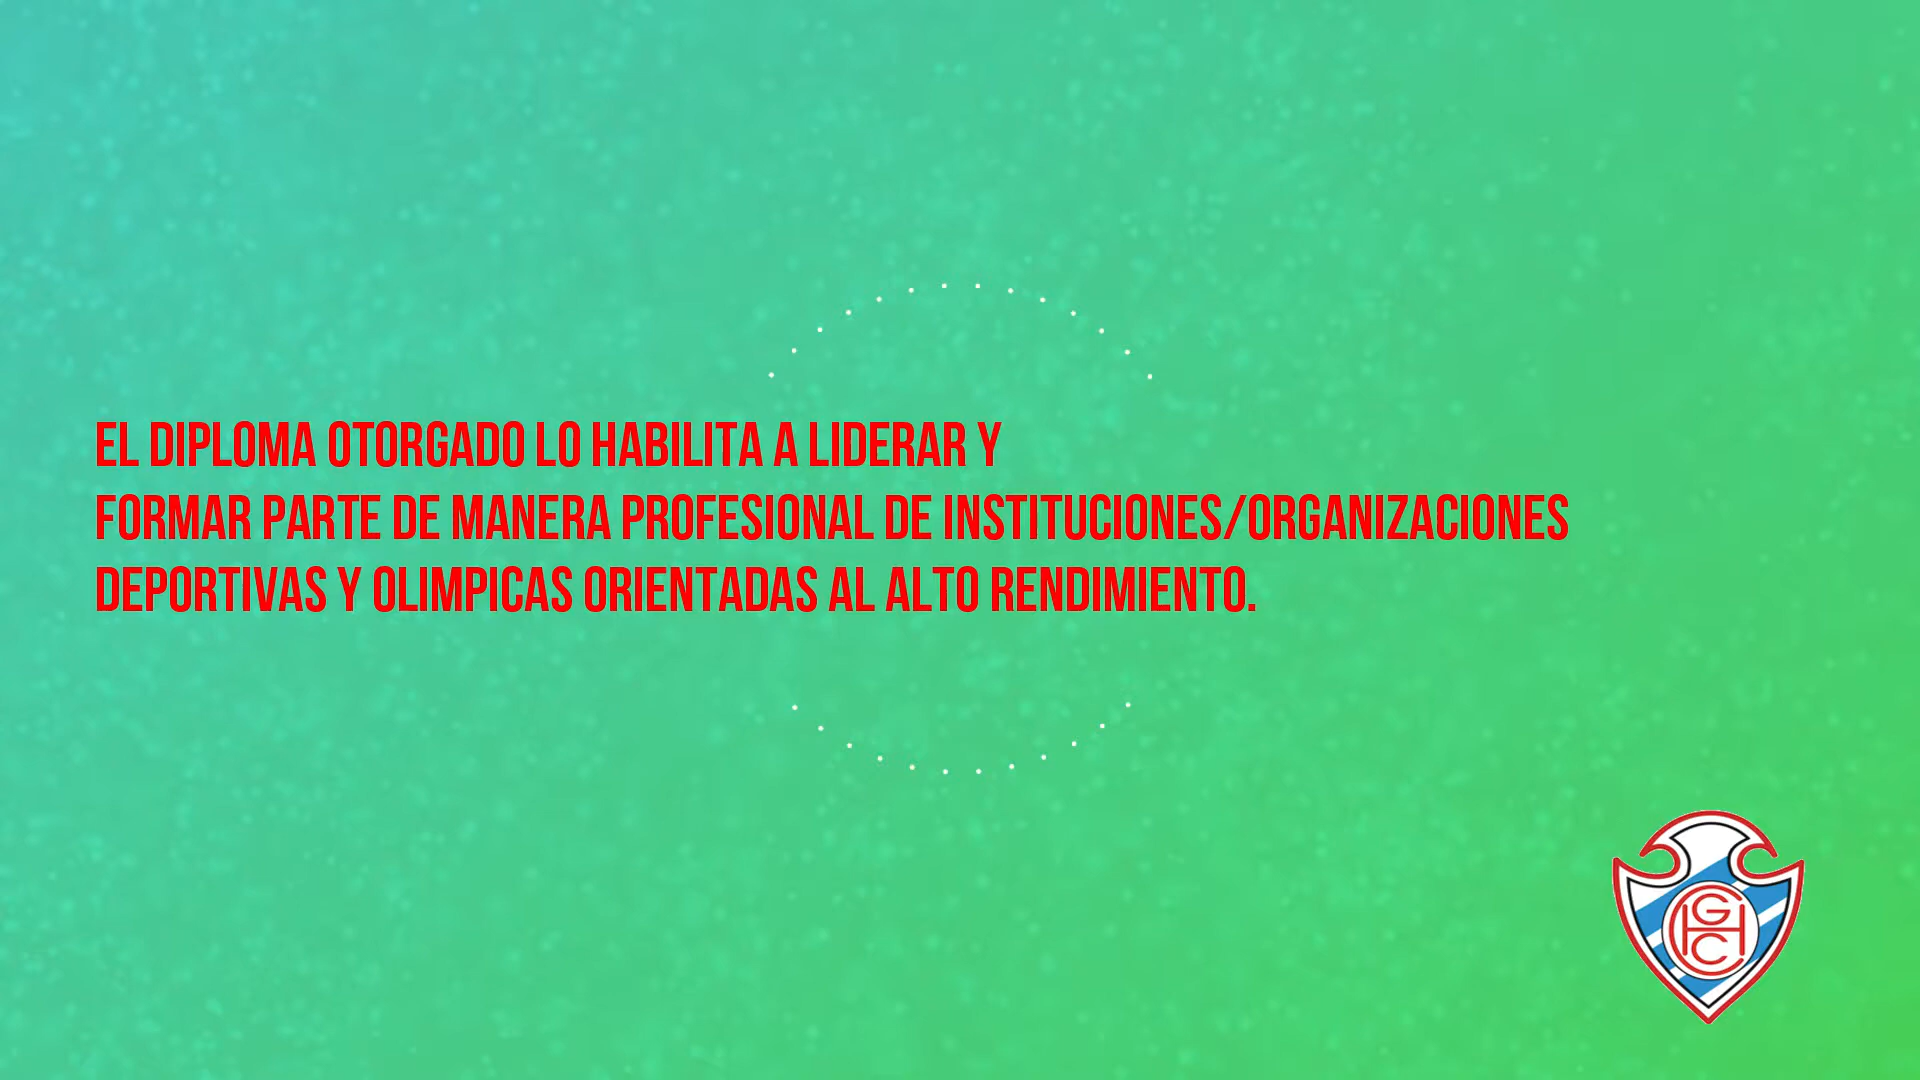 EL DIPLOMA OTORGADO LO HABILITA A LIDERAR Y
FORMAR PARTE DE MANERA PROFESIONAL DE INSTITUCIONES/ORGANIZACIONES
DEPORTIVAS Y OLIMPICAS ORIENTADAS AL ALTO RENDIMIENTO.